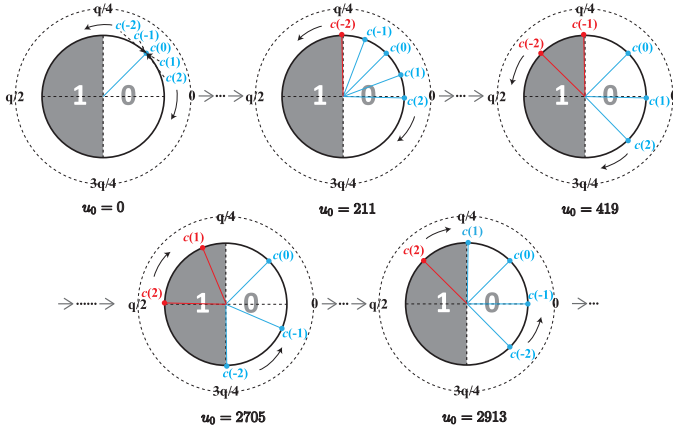 q/4
c(-2)
c(-1)
c(0)
c(1)
c(2)
1 0
q/2
0
3q/4
u₀ = 0
q/4
c(-2)
c(-1)
c(0)
c(1)
c(2)
1 0
q/2
0
3q/4
u₀ = 211
q/4
c(-1)
c(-2)
c(0)
c(1)
c(2)
1 0
q/2
0
3q/4
u₀ = 419
q/4
c(1)
c(0)
c(2)
c(-1)
c(-2)
1 0
q/2
0
3q/4
u₀ = 2705
q/4
c(1)
c(2)
c(0)
c(-1)
c(-2)
1 0
q/2
0
3q/4
u₀ = 2913